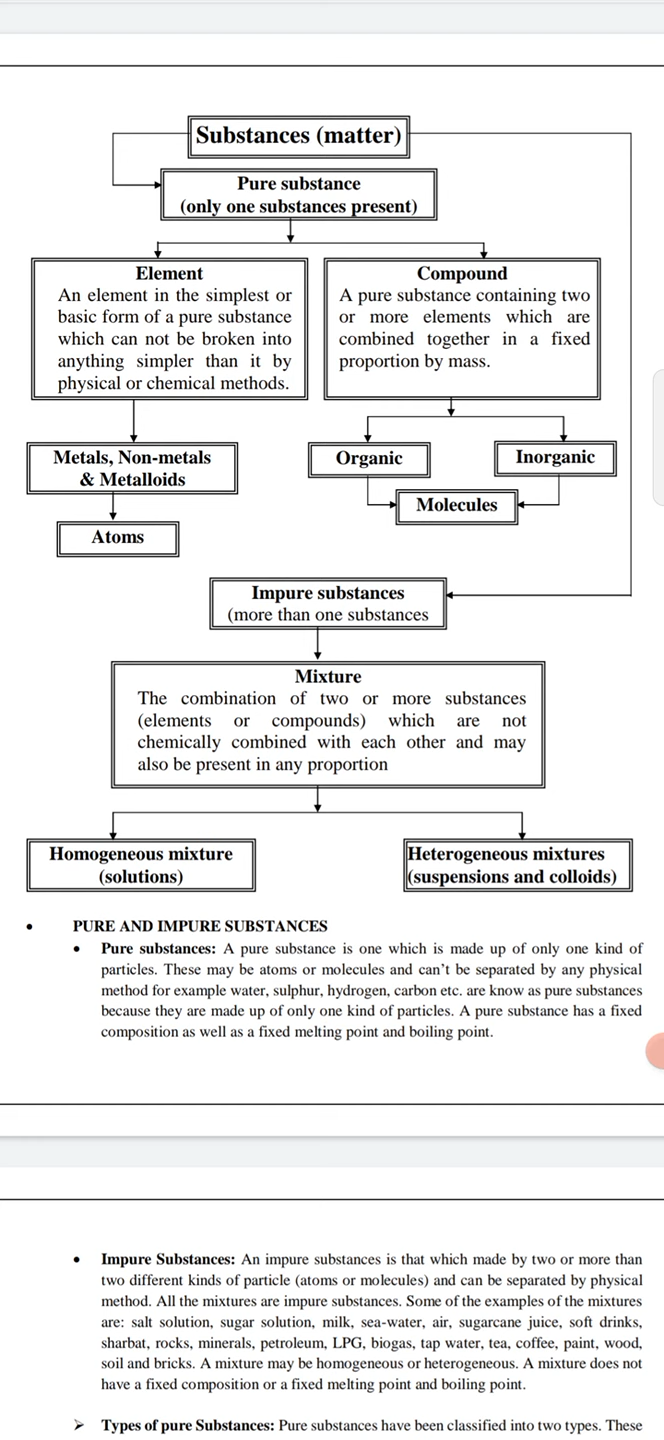 Substances (matter)
Pure substance
(only one substances present)
Element
An element in the simplest or
basic form of a pure substance
which can not be broken into
anything simpler than it by
physical or chemical methods.
Compound
A pure substance containing two
or more elements which are
combined together in a fixed
proportion by mass.
Metals, Non-metals
& Metalloids
Organic
Inorganic
Molecules
Atoms
Impure substances
(more than one substances
Mixture
The combination of two or more substances
(elements or compounds) which are not
chemically combined with each other and may
also be present in any proportion
Homogeneous mixture
(solutions)
Heterogeneous mixtures
(suspensions and colloids)
• PURE AND IMPURE SUBSTANCES
• Pure substances: A pure substance is one which is made up of only one kind of
particles. These may be atoms or molecules and can't be separated by any physical
method for example water, sulphur, hydrogen, carbon etc. are know as pure substances
because they are made up of only one kind of particles. A pure substance has a fixed
composition as well as a fixed melting point and boiling point.
• Impure Substances: An impure substances is that which made by two or more than
two different kinds of particle (atoms or molecules) and can be separated by physical
method. All the mixtures are impure substances. Some of the examples of the mixtures
are: salt solution, sugar solution, milk, sea-water, air, sugarcane juice, soft drinks,
sharbat, rocks, minerals, petroleum, LPG, biogas, tap water, tea, coffee, paint, wood,
soil and bricks. A mixture may be homogeneous or heterogeneous. A mixture does not
have a fixed composition or a fixed melting point and boiling point.
➢ Types of pure Substances: Pure substances have been classified into two types. These